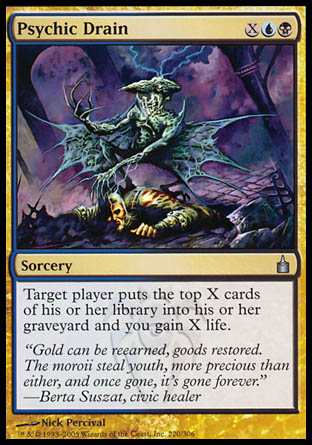 Psychic Drain X
Sorcery
Target player puts the top X cards
of his or her library into his or her
graveyard and you gain X life.
"Gold can be reearned, goods restored.
The moroii steal youth, more precious than
either, and once gone, it's gone forever."
—Berta Suszat, civic healer
Nick Percival
™ & © 1993–2005 Wizards of the Coast, Inc. 220/306